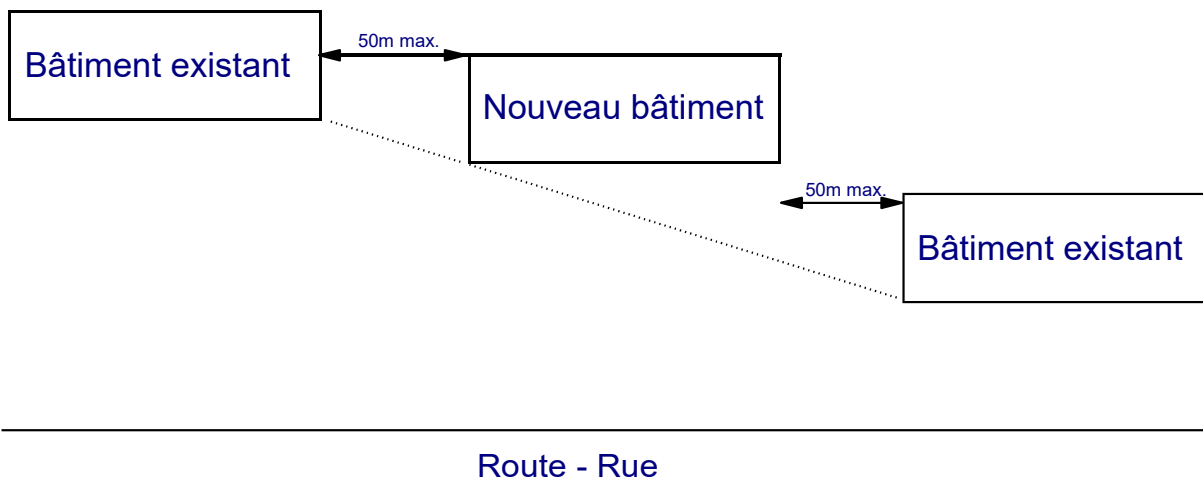 50m max.
Bâtiment existant
Nouveau bâtiment
50m max.
Bâtiment existant
Route - Rue